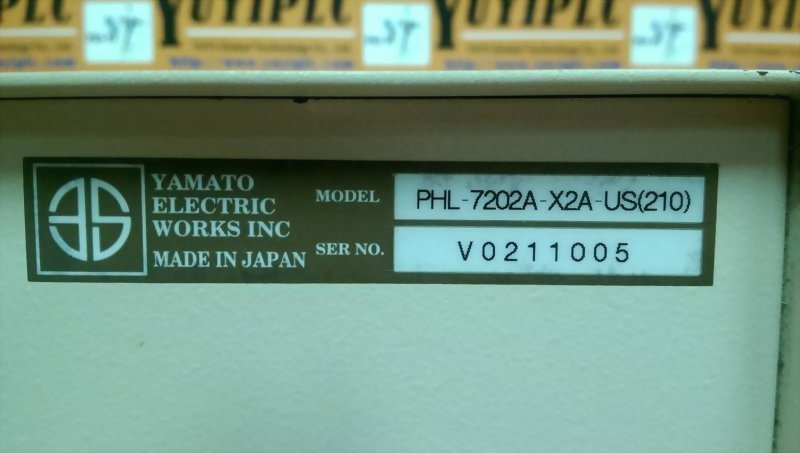 YUYIPLC
YUYIPLC
YAMATO
ELECTRIC
WORKS INC
MADE IN JAPAN
MODEL
PHL-7202A-X2A-US(210)
SER NO.
V0211005